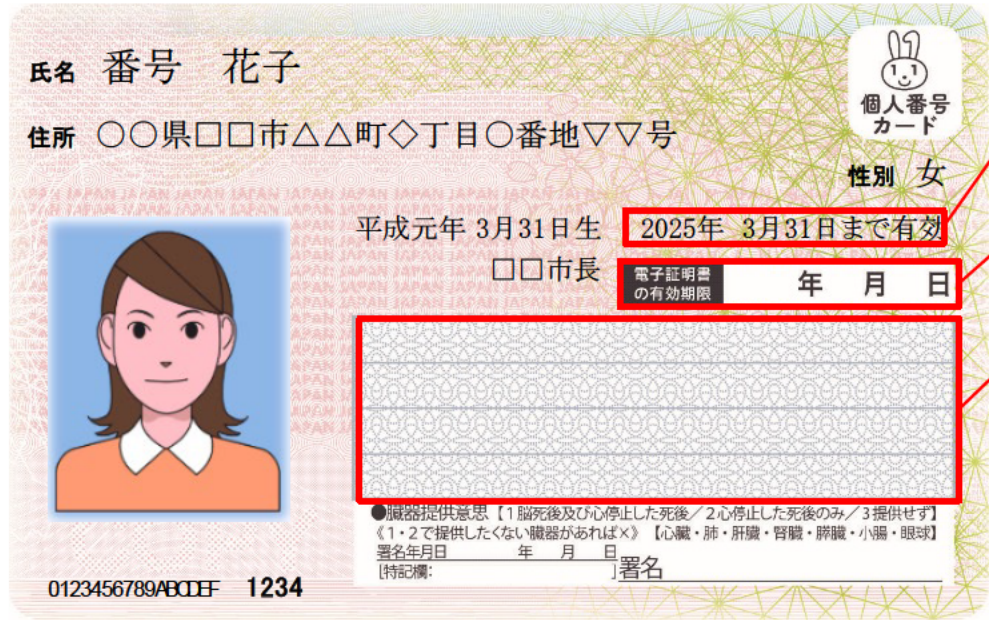 氏名 番号 花子
個人番号
カード
住所 〇〇県□□市△△町◇丁目〇番地▽▽号
性別 女
平成元年 3月31日生 2025年 3月31日まで有効
□□市長
電子証明書
の有効期限
年 月 日
●臓器提供意思【1脳死後及び心停止した死後／2心停止した死後のみ／3提供せず】
《1・2で提供したくない臓器があれば×》【心臓・肺・肝臓・腎臓・膵臓・小腸・眼球】
署名年月日 年 月 日
[特記欄: ]署名
0123456789ABCDEF 1234
JAPAN JAPAN JAPAN JAPAN JAPAN JAPAN